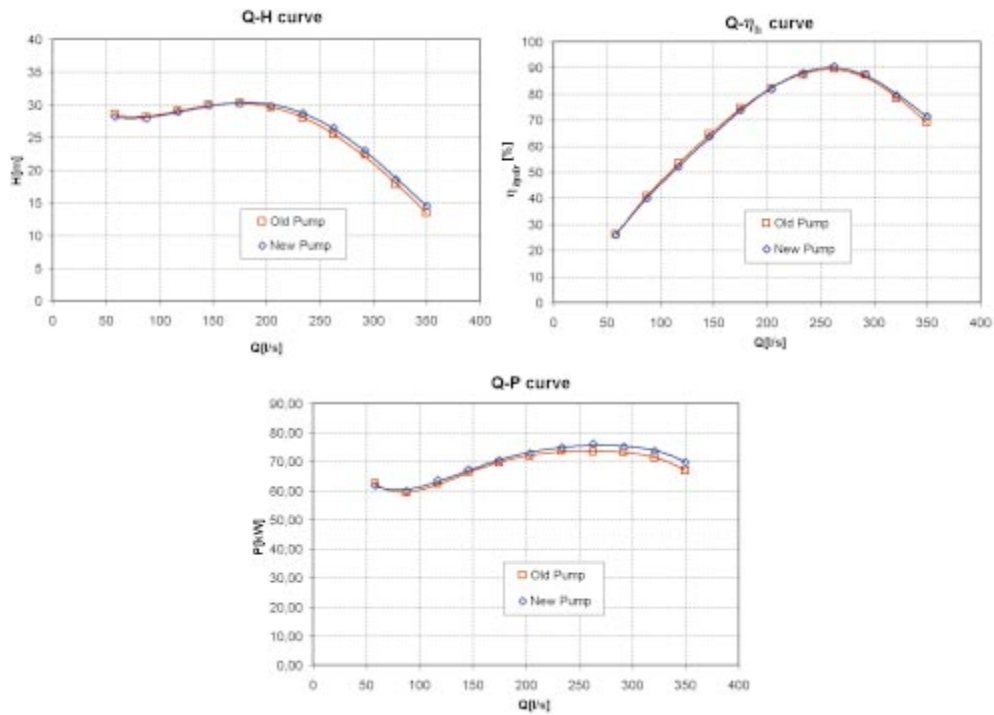 Q-H curve
40
35
30
25
20
15
10
5
0
H[m]
Old Pump
New Pump
0 50 100 150 200 250 300 350 400
Q[l/s]
Q-ηh curve
100
90
80
70
60
50
40
30
20
10
0
η hydr [%]
Old Pump
New Pump
0 50 100 150 200 250 300 350 400
Q[l/s]
Q-P curve
90,00
80,00
70,00
60,00
50,00
40,00
30,00
20,00
10,00
0,00
P[kW]
Old Pump
New Pump
0 50 100 150 200 250 300 350 400
Q[l/s]